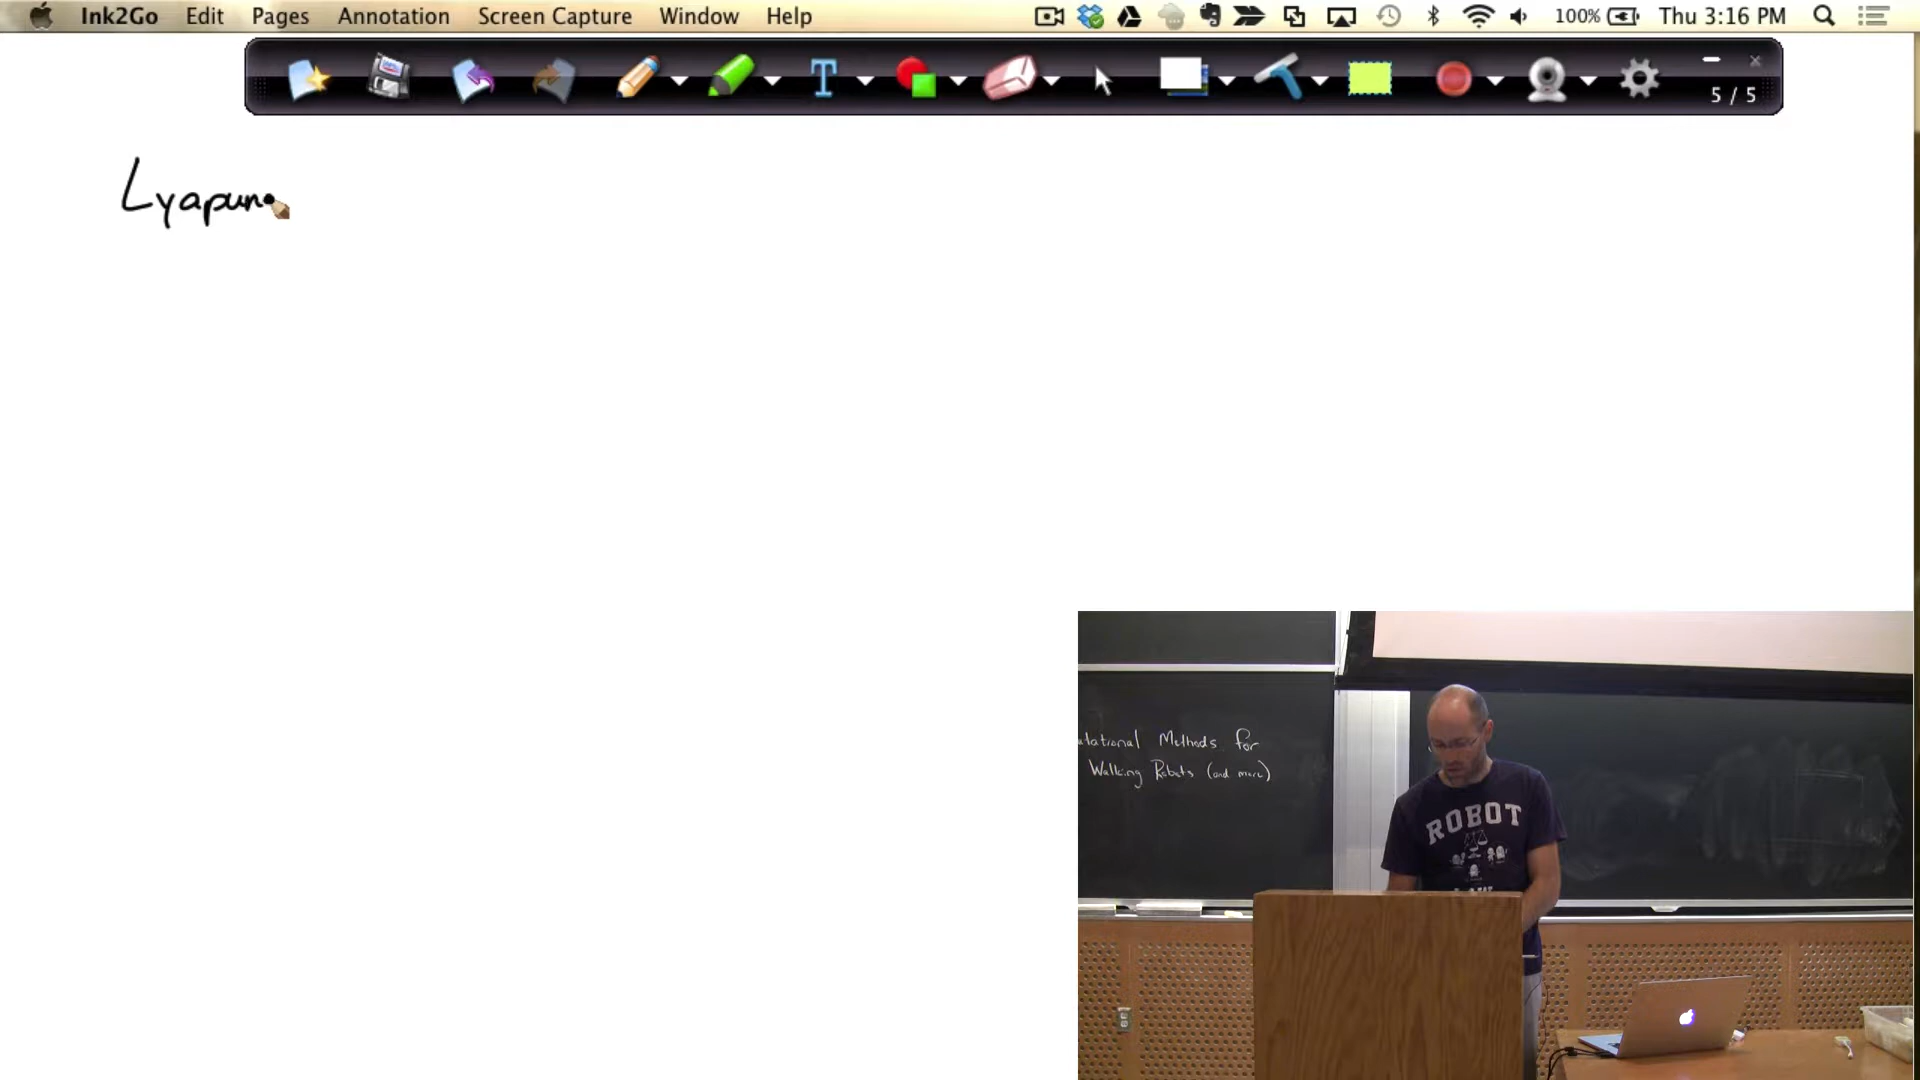 Ink2Go Edit Pages Annotation Screen Capture Window Help 100% Thu 3:16 PM
T 5 / 5
Lyapuno
Methods for
Walking Robots (and more)
ROBOT